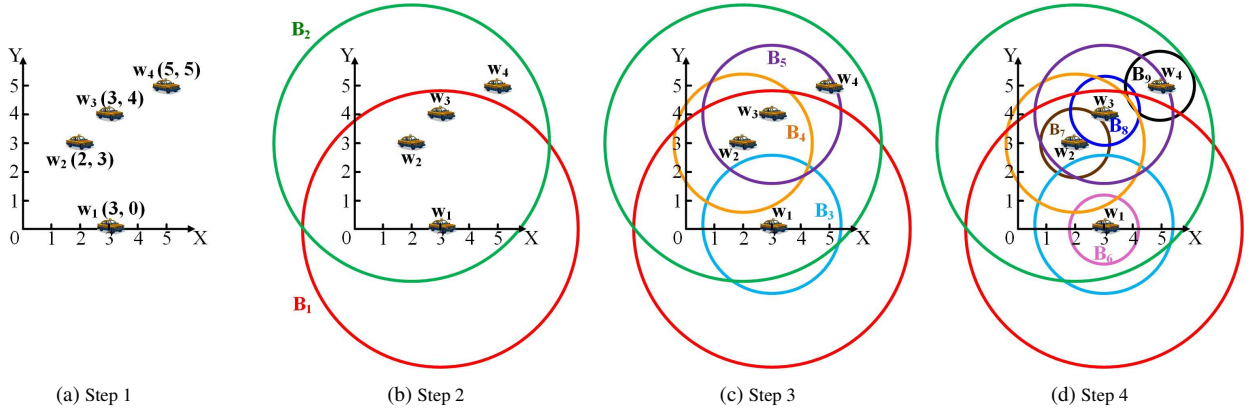 Y
5
4
3
2
1
0
1 2 3 4 5
X
w4 (5, 5)
w3 (3, 4)
w2 (2, 3)
w1 (3, 0)
(a) Step 1
B2
Y
5
4
3
2
1
0
1 2 3 4 5
X
w4
w3
w2
w1
B1
(b) Step 2
Y
5
4
3
2
1
0
1 2 3 4 5
X
B5
w4
w3
B4
w2
B3
w1
(c) Step 3
Y
5
4
3
2
1
0
1 2 3 4 5
X
B9
w4
w3
B7
B8
w2
w1
B6
(d) Step 4